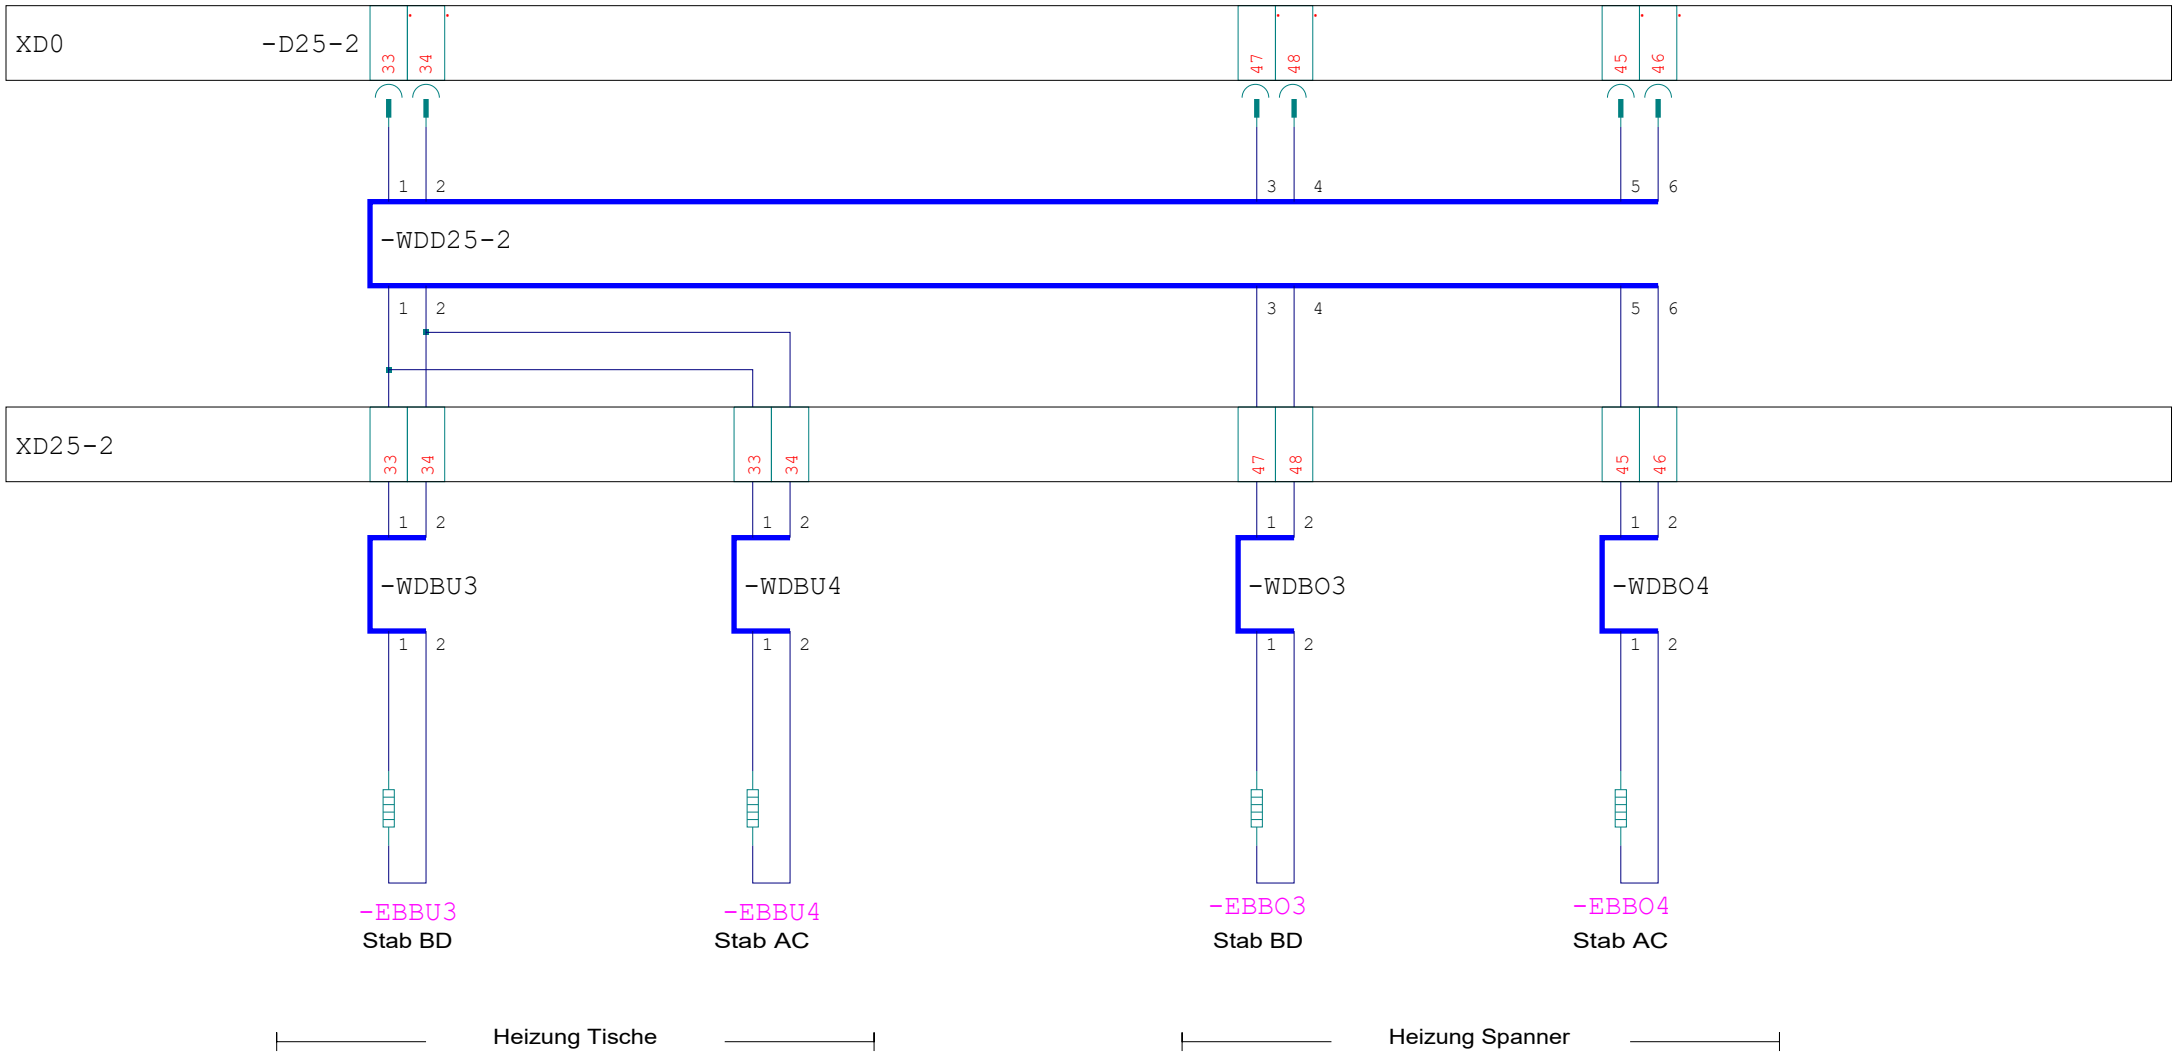 XD0 -D25-2 33 34 47 48 45 46
1 2 3 4 5 6
-WDD25-2
1 2 3 4 5 6
XD25-2 33 34 33 34 47 48 45 46
1 2 1 2 1 2 1 2
-WDBU3 -WDBU4 -WDBO3 -WDBO4
1 2 1 2 1 2 1 2
-EBBU3 -EBBU4 -EBBO3 -EBBO4
Stab BD Stab AC Stab BD Stab AC
Heizung Tische Heizung Spanner